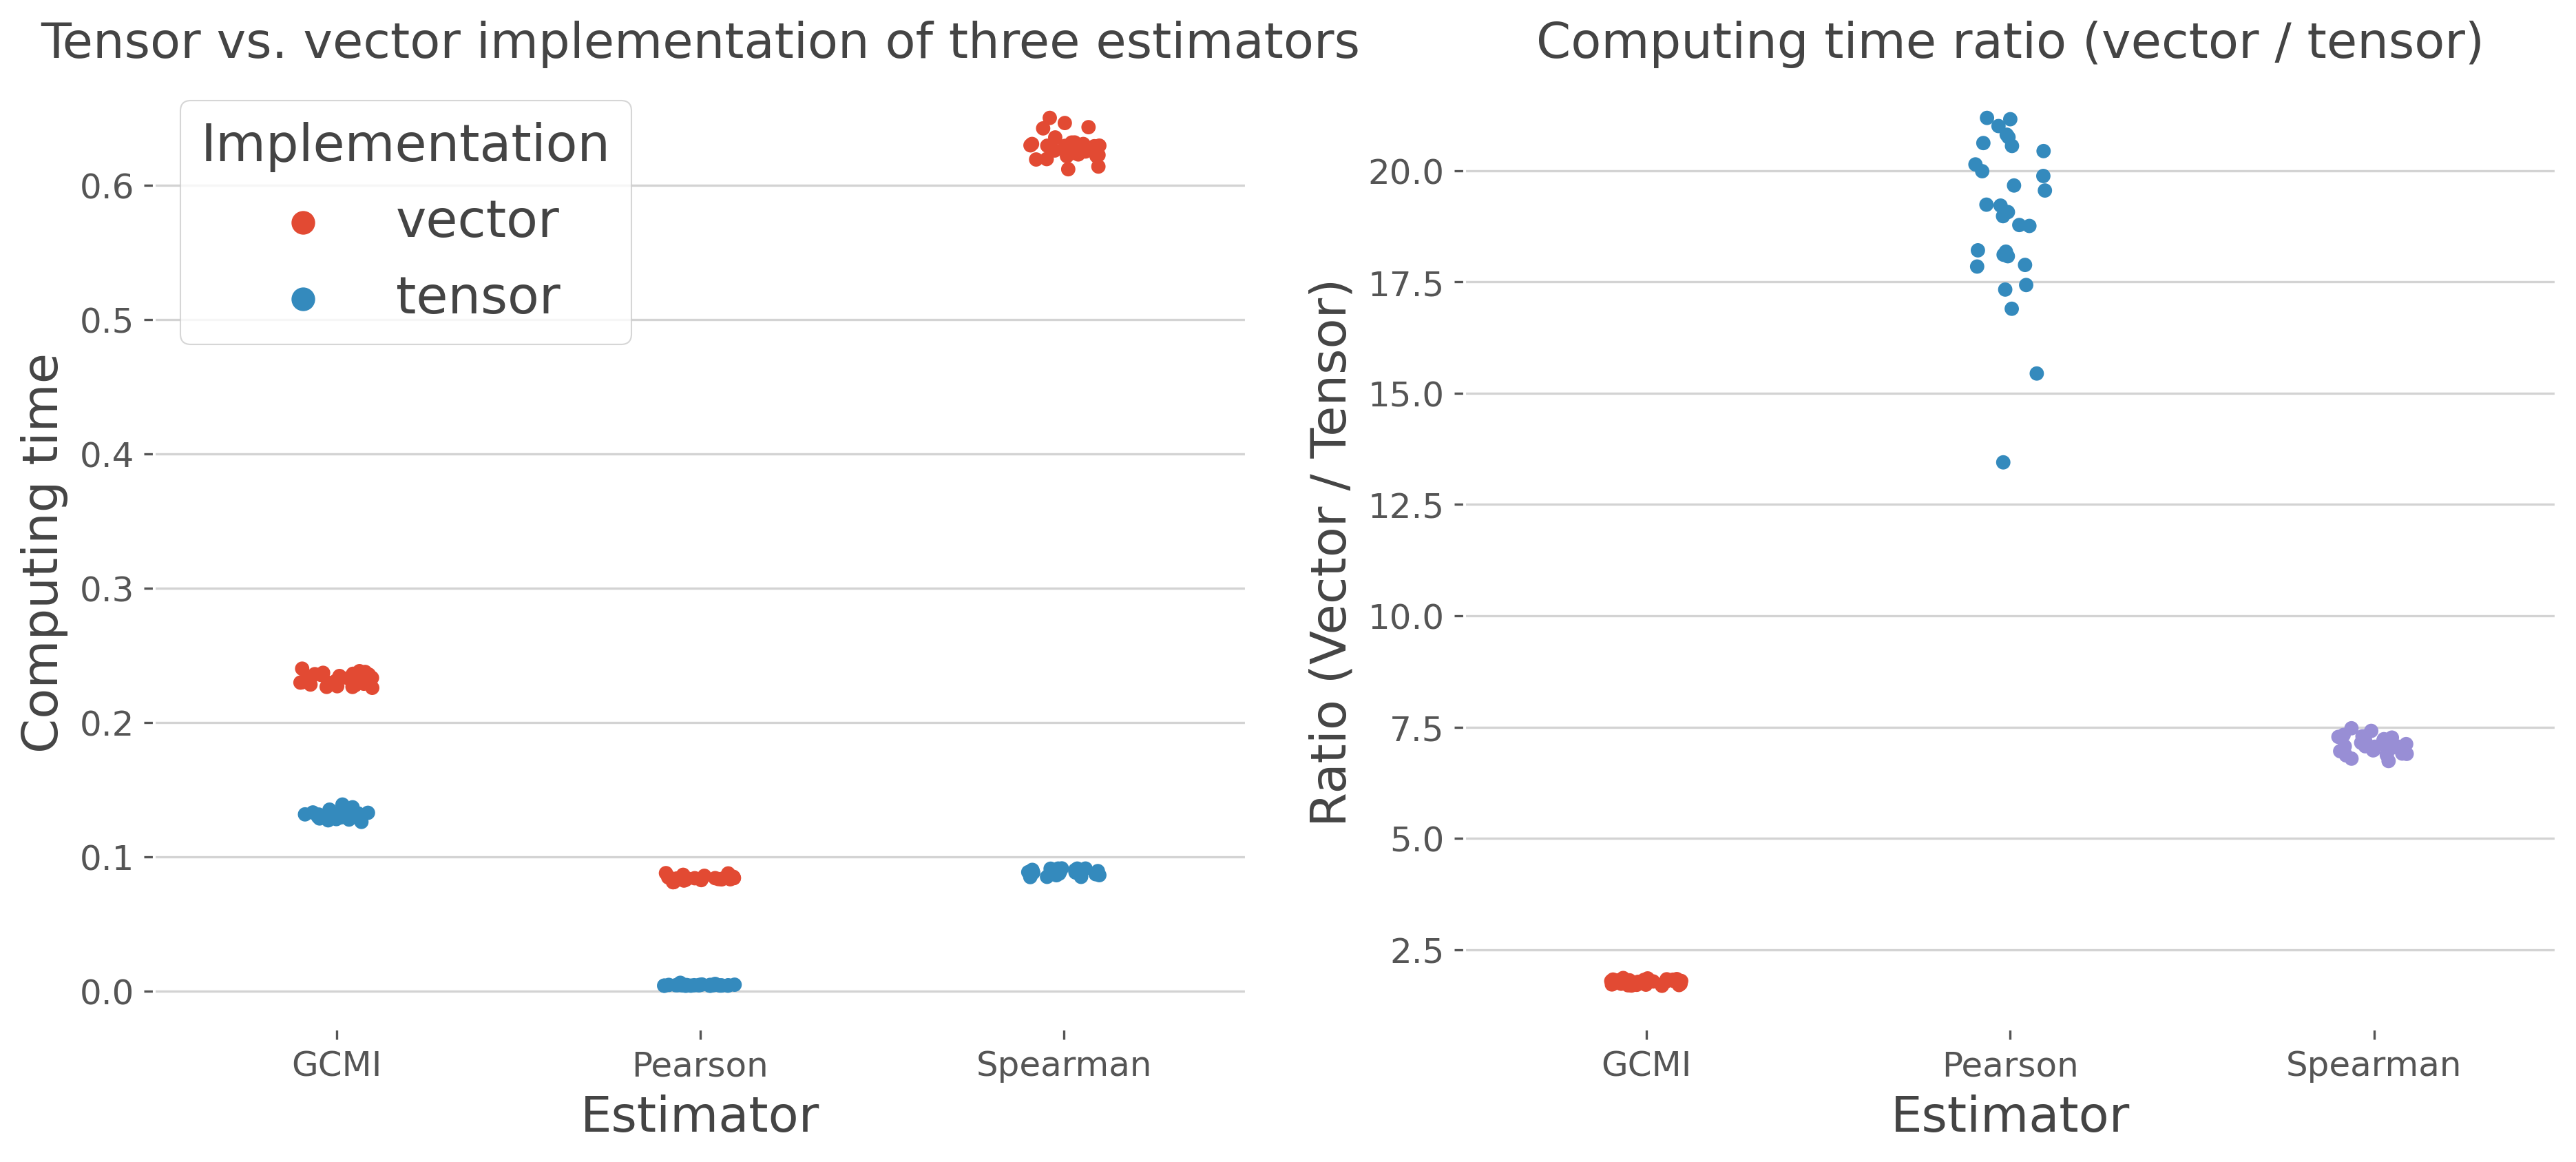 Tensor vs. vector implementation of three estimators
Implementation
vector
tensor
Computing time
0.6
0.5
0.4
0.3
0.2
0.1
0.0
GCMI
Pearson
Spearman
Estimator
Computing time ratio (vector / tensor)
Ratio (Vector / Tensor)
20.0
17.5
15.0
12.5
10.0
7.5
5.0
2.5
GCMI
Pearson
Spearman
Estimator